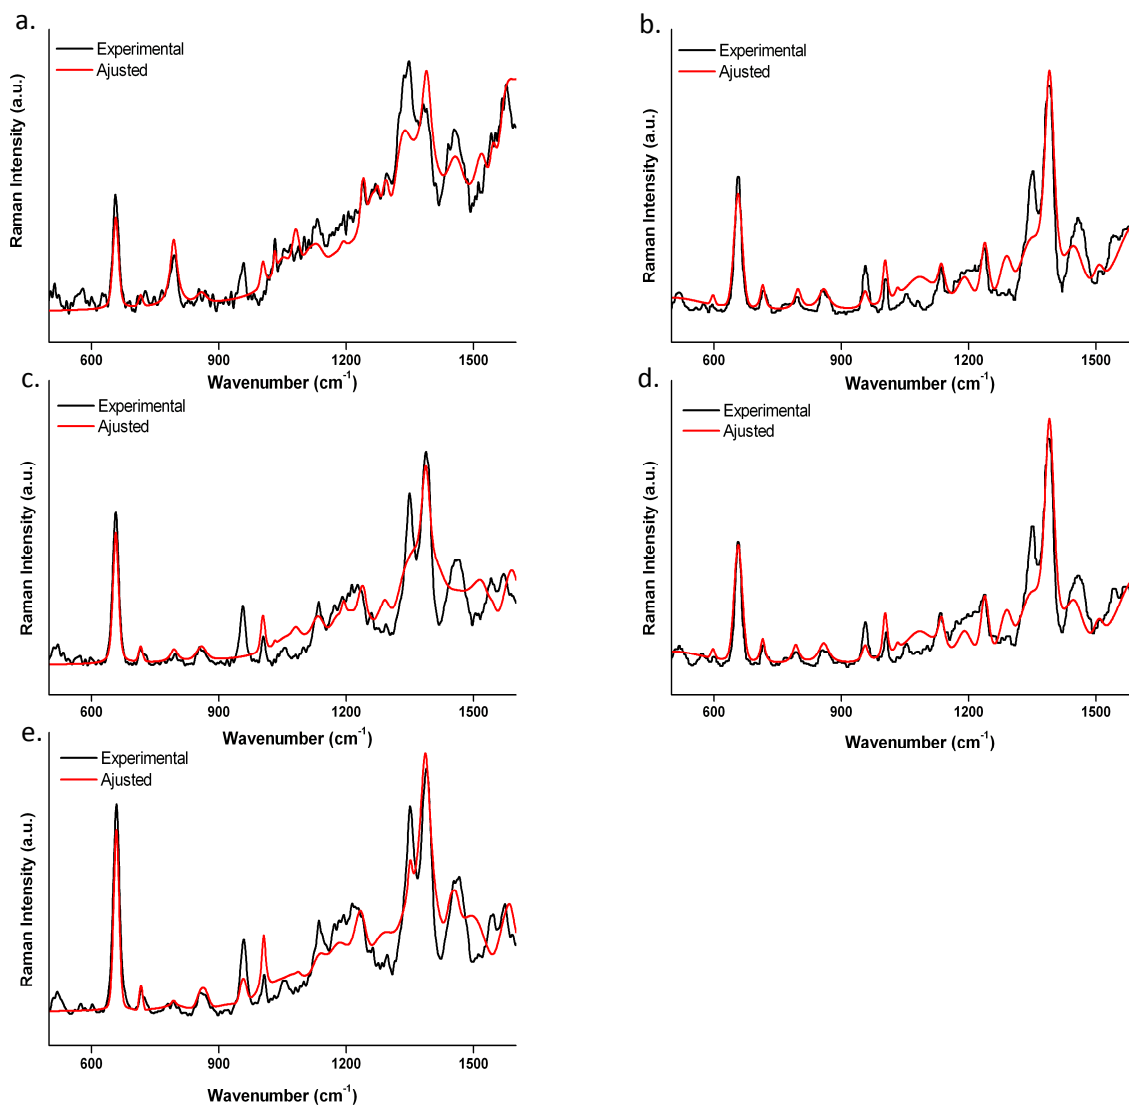 a.
Experimental
Ajusted
Raman Intensity (a.u.)
600 900 1200 1500
Wavenumber (cm-1)
b.
Experimental
Ajusted
Raman Intensity (a.u.)
600 900 1200 1500
Wavenumber (cm-1)
c.
Experimental
Ajusted
Raman Intensity (a.u.)
600 900 1200 1500
Wavenumber (cm-1)
d.
Experimental
Ajusted
Raman Intensity (a.u.)
600 900 1200 1500
Wavenumber (cm-1)
e.
Experimental
Ajusted
Raman Intensity (a.u.)
600 900 1200 1500
Wavenumber (cm-1)